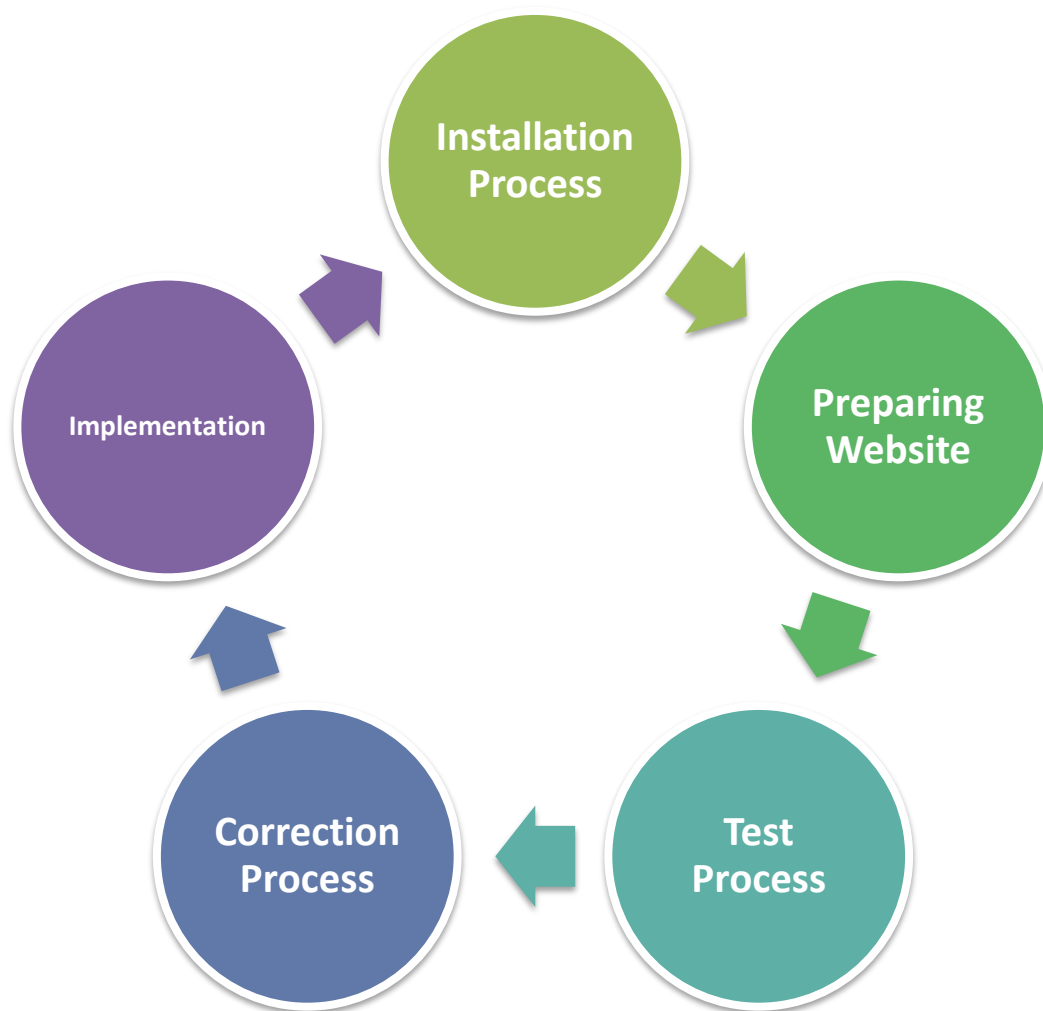 Installation
Process
Preparing
Website
Test
Process
Correction
Process
Implementation